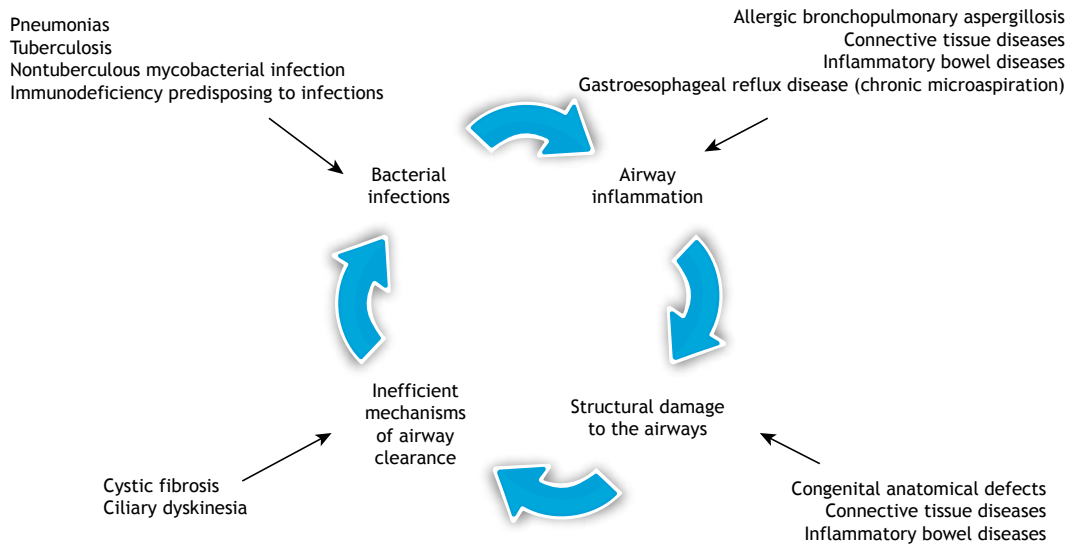 Pneumonias
Tuberculosis
Nontuberculous mycobacterial infection
Immunodeficiency predisposing to infections
Allergic bronchopulmonary aspergillosis
Connective tissue diseases
Inflammatory bowel diseases
Gastroesophageal reflux disease (chronic microaspiration)
Bacterial
infections
Airway
inflammation
Inefficient
mechanisms
of airway
clearance
Structural damage
to the airways
Cystic fibrosis
Ciliary dyskinesia
Congenital anatomical defects
Connective tissue diseases
Inflammatory bowel diseases